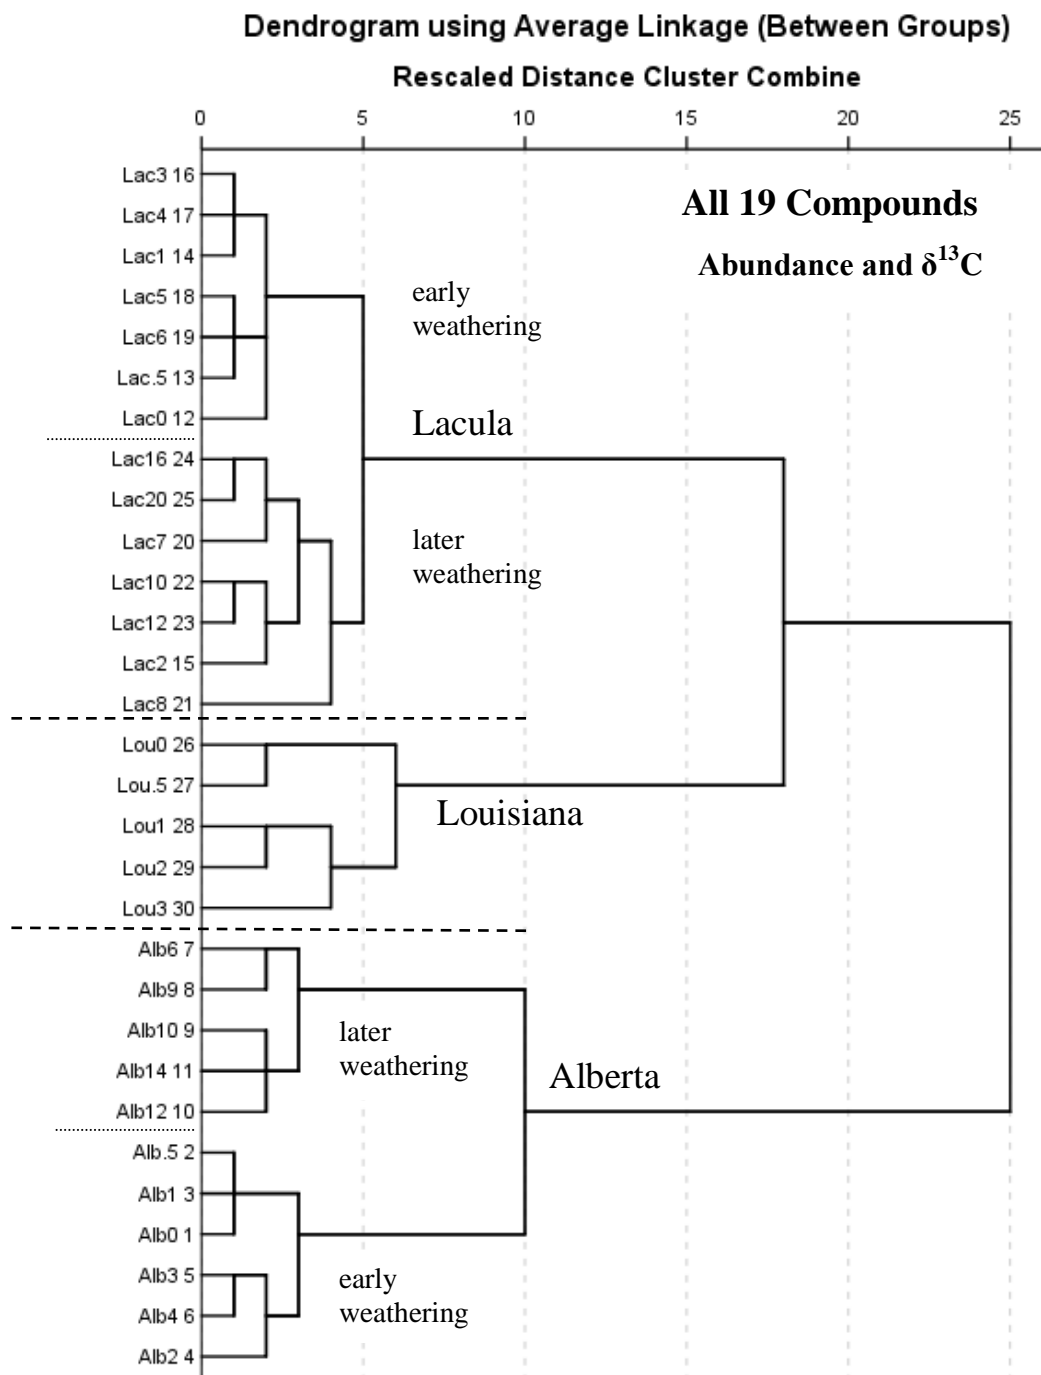 Dendrogram using Average Linkage (Between Groups)
Rescaled Distance Cluster Combine
0 5 10 15 20 25
All 19 Compounds
Abundance and δ¹³C
Lac3 16
Lac4 17
Lac1 14
Lac5 18
Lac6 19
Lac.5 13
Lac0 12
Lac16 24
Lac20 25
Lac7 20
Lac10 22
Lac12 23
Lac2 15
Lac8 21
Lou0 26
Lou.5 27
Lou1 28
Lou2 29
Lou3 30
Alb6 7
Alb9 8
Alb10 9
Alb14 11
Alb12 10
Alb.5 2
Alb1 3
Alb0 1
Alb3 5
Alb4 6
Alb2 4
early
weathering
Lacula
later
weathering
Louisiana
later
weathering
Alberta
early
weathering